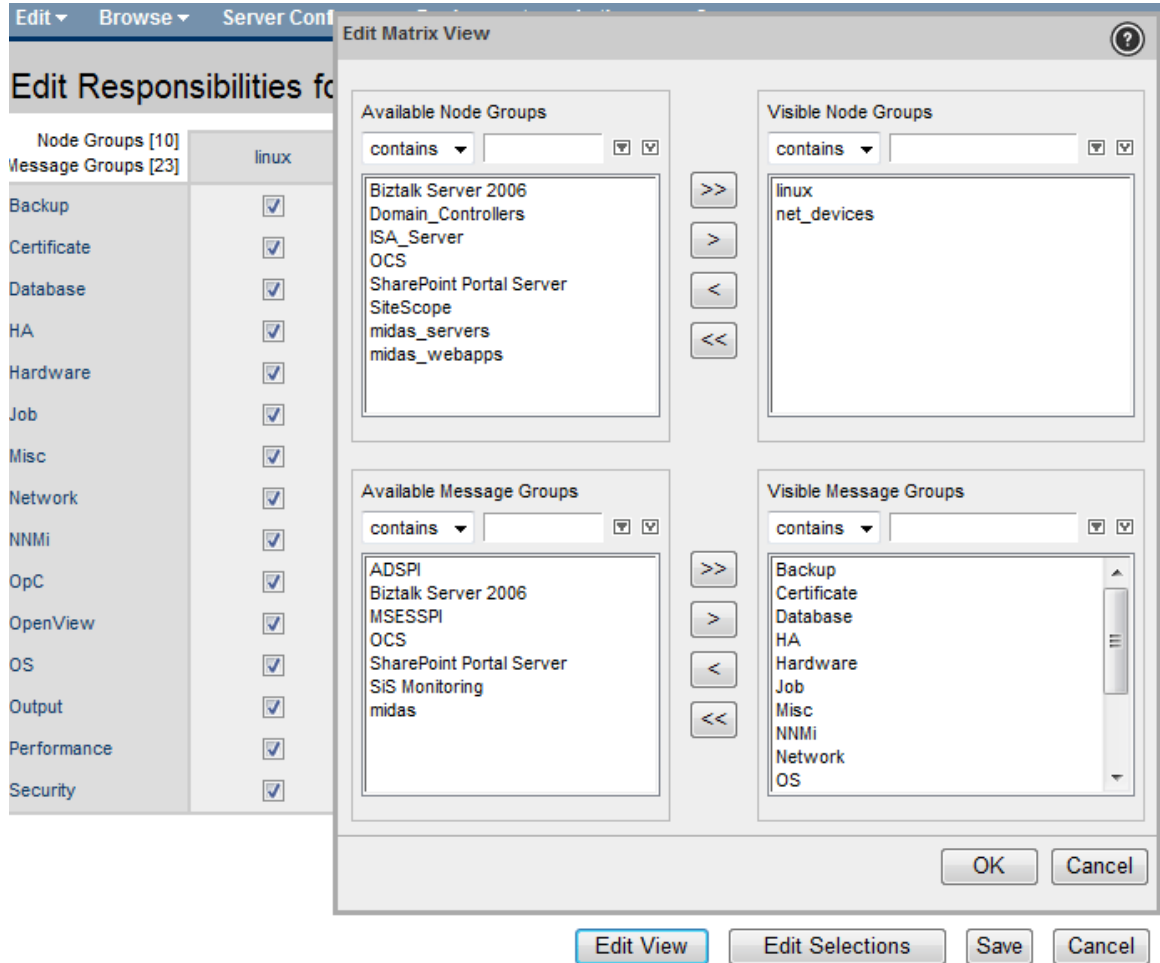 Edit Browse Server Conf
Edit Responsibilities fo
Node Groups [10]
Message Groups [23]
linux
Backup
Certificate
Database
HA
Hardware
Job
Misc
Network
NNMi
OpC
OpenView
OS
Output
Performance
Security
Edit Matrix View
?
Available Node Groups
contains
Biztalk Server 2006
Domain_Controllers
ISA_Server
OCS
SharePoint Portal Server
SiteScope
midas_servers
midas_webapps
>>
>
<
<<
Visible Node Groups
contains
linux
net_devices
Available Message Groups
contains
ADSPI
Biztalk Server 2006
MSESSPI
OCS
SharePoint Portal Server
SiS Monitoring
midas
>>
>
<
<<
Visible Message Groups
contains
Backup
Certificate
Database
HA
Hardware
Job
Misc
NNMi
Network
OS
OK Cancel
Edit View Edit Selections Save Cancel